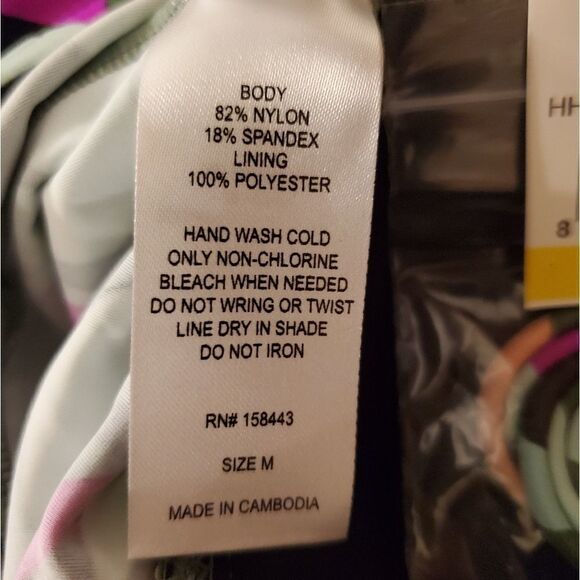 BODY
82% NYLON
18% SPANDEX
LINING
100% POLYESTER
HAND WASH COLD
ONLY NON-CHLORINE
BLEACH WHEN NEEDED
DO NOT WRING OR TWIST
LINE DRY IN SHADE
DO NOT IRON
RN# 158443
SIZE M
MADE IN CAMBODIA
8